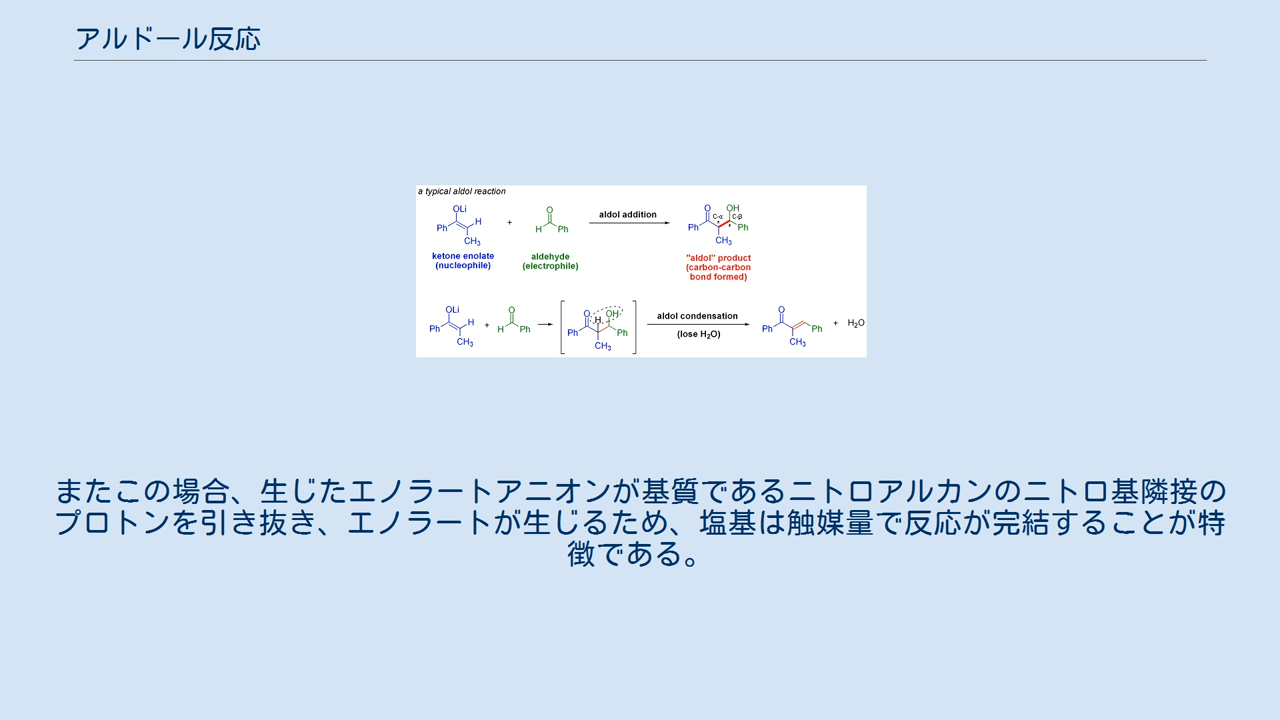 アルドール反応
a typical aldol reaction
OLi
Ph
H
CH3
+
O
H
Ph
aldol addition
O
OH
C-α
C-β
*
*
Ph
Ph
CH3
ketone enolate
(nucleophile)
aldehyde
(electrophile)
"aldol" product
(carbon-carbon
bond formed)
OLi
Ph
H
CH3
+
O
H
Ph
O
H
OH
Ph
Ph
CH3
aldol condensation
(lose H2O)
O
Ph
Ph
CH3
+
H2O
またこの場合、生じたエノラートアニオンが基質であるニトロアルカンのニトロ基隣接の
プロトンを引き抜き、エノラートが生じるため、塩基は触媒量で反応が完結することが特
徴である。